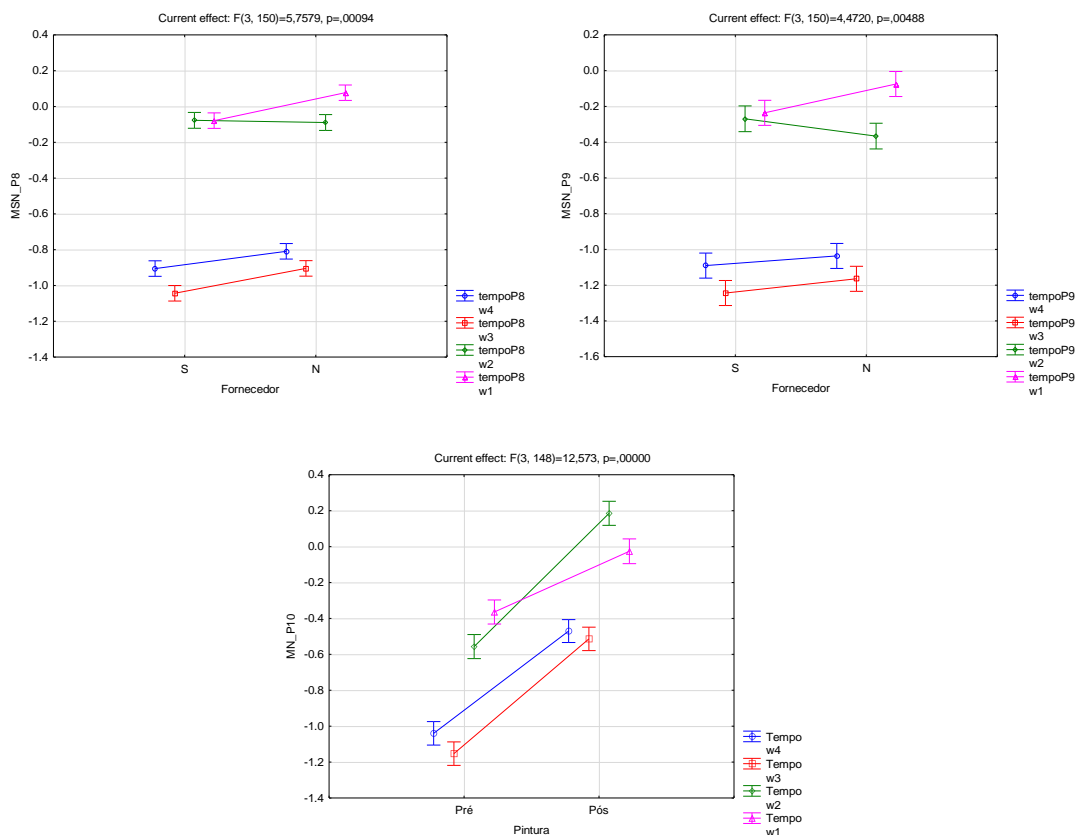 Current effect: F(3, 150)=5,7579, p=,00094
0.4
0.2
0.0
-0.2
-0.4
-0.6
-0.8
-1.0
-1.2
-1.4
MSN_P8
S
N
Fornecedor
tempoP8
w4
tempoP8
w3
tempoP8
w2
tempoP8
w1
Current effect: F(3, 150)=4,4720, p=,00488
0.2
0.0
-0.2
-0.4
-0.6
-0.8
-1.0
-1.2
-1.4
-1.6
MSN_P9
S
N
Fornecedor
tempoP9
w4
tempoP9
w3
tempoP9
w2
tempoP9
w1
Current effect: F(3, 148)=12,573, p=,00000
0.4
0.2
0.0
-0.2
-0.4
-0.6
-0.8
-1.0
-1.2
-1.4
MN_P10
Pré
Pós
Pintura
Tempo
w4
Tempo
w3
Tempo
w2
Tempo
w1